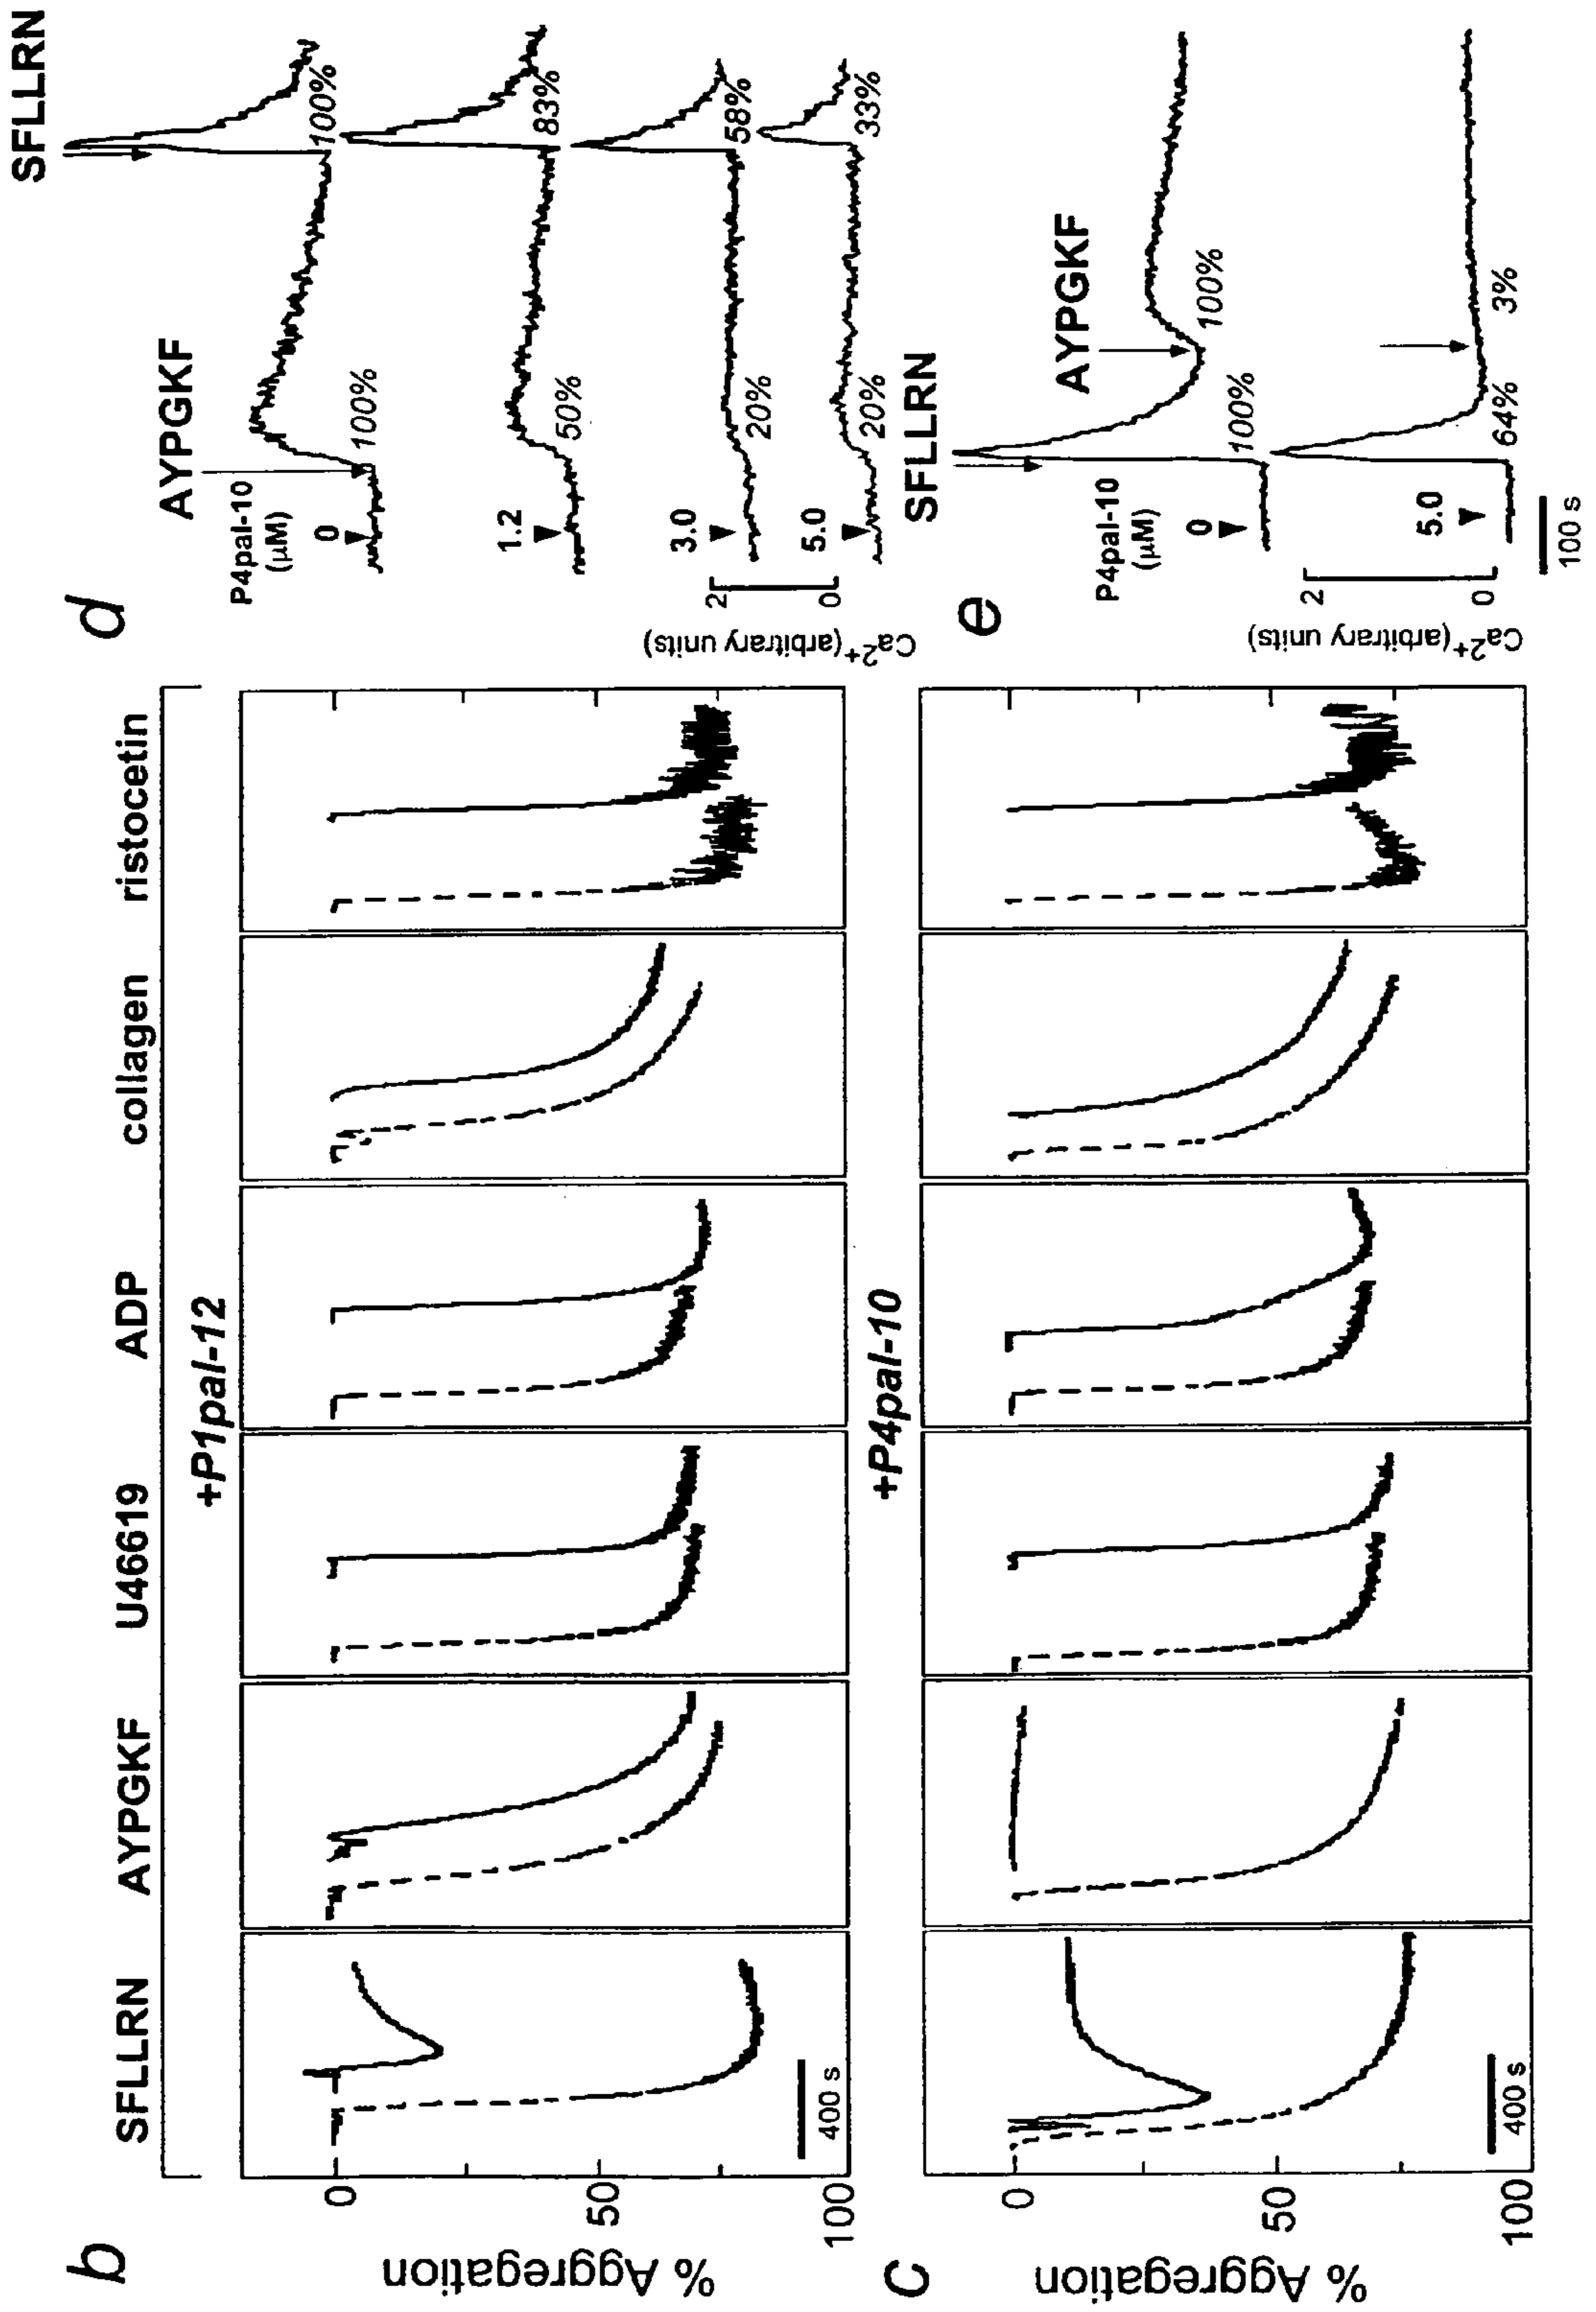 b
SFLLRN AYPGKF U46619 ADP collagen ristocetin
+P1pal-12
% Aggregation
0
50
100
400 s
c
+P4pal-10
% Aggregation
0
50
100
400 s
d
AYPGKF SFLLRN
P4pal-10
(µM)
0
100% 100%
1.2
50% 83%
3.0
20% 58%
5.0
20% 33%
2
0
Ca2+ (arbitrary units)
e
SFLLRN AYPGKF
P4pal-10
(µM)
0
100% 100%
5.0
64% 3%
2
0
Ca2+ (arbitrary units)
100 s